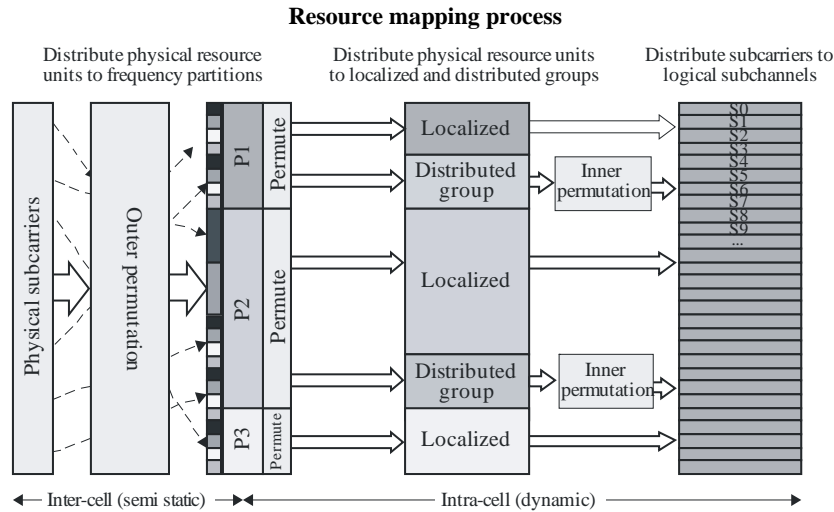 Resource mapping process
Distribute physical resource
units to frequency partitions
Distribute physical resource units
to localized and distributed groups
Distribute subcarriers to
logical subchannels
Physical subcarriers
Outer permutation
P1
Permute
P2
Permute
P3
Permute
Localized
Distributed
group
Inner
permutation
Localized
Distributed
group
Inner
permutation
Localized
S0
S1
S2
S3
S4
S5
S6
S7
S8
S9
...
Inter-cell (semi static)
Intra-cell (dynamic)